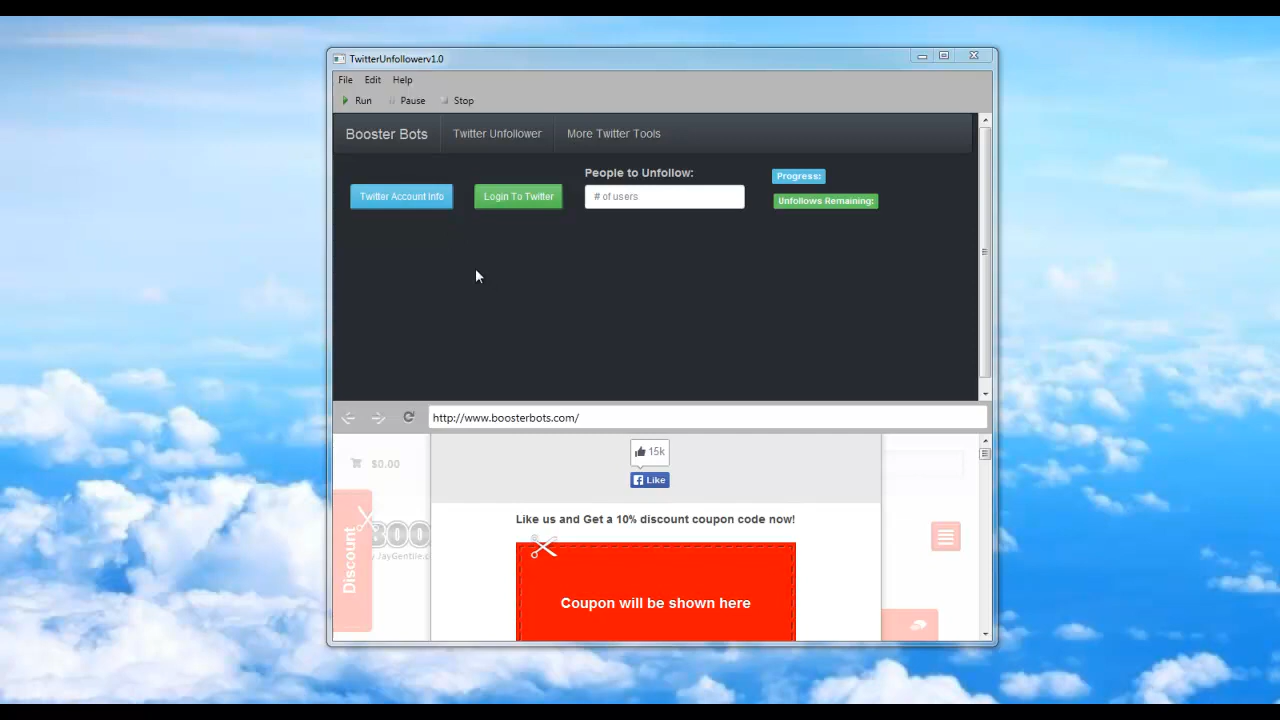 TwitterUnfollowerv1.0
File Edit Help
Run Pause Stop
Booster Bots Twitter Unfollower More Twitter Tools
People to Unfollow:
Progress:
Twitter Account Info Login To Twitter # of users
Unfollows Remaining:
http://www.boosterbots.com/
15k
$0.00
Like
Like us and Get a 10% discount coupon code now!
BOO
JayGentile.c
Discount
Coupon will be shown here